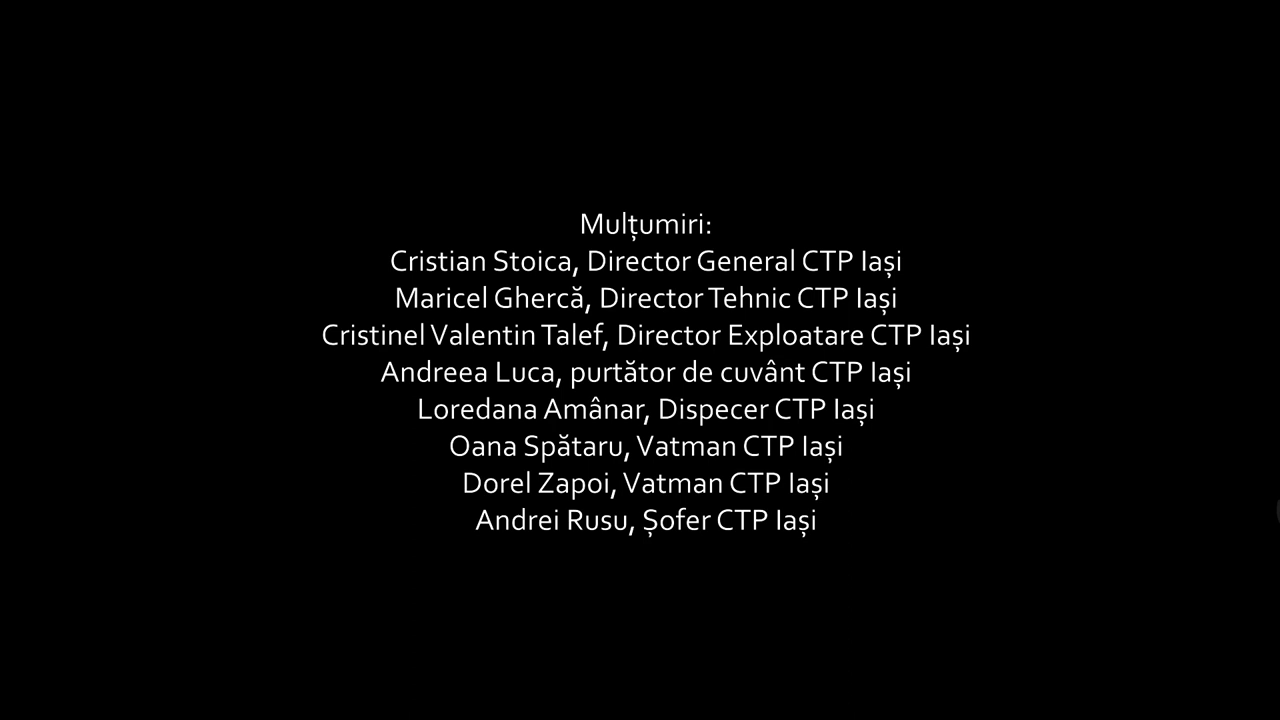 Mulțumiri:
Cristian Stoica, Director General CTP Iași
Maricel Ghercă, Director Tehnic CTP Iași
Cristinel Valentin Talef, Director Exploatare CTP Iași
Andreea Luca, purtător de cuvânt CTP Iași
Loredana Amânar, Dispecer CTP Iași
Oana Spătaru, Vatman CTP Iași
Dorel Zapoi, Vatman CTP Iași
Andrei Rusu, Șofer CTP Iași